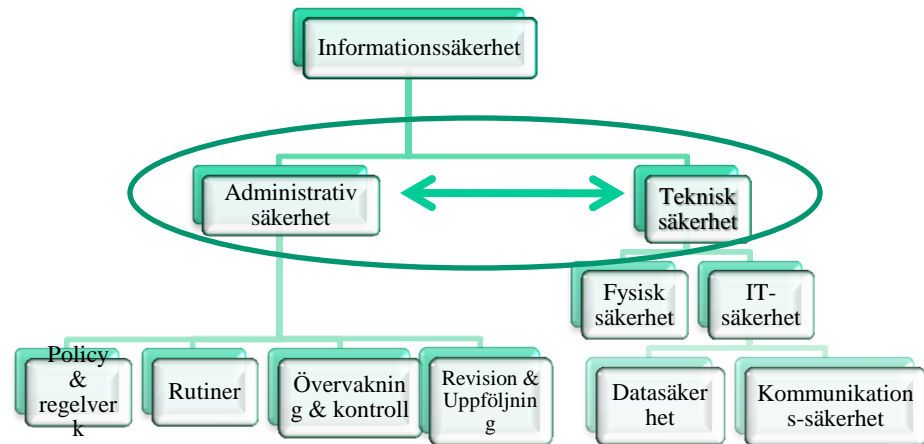 Informationssäkerhet
Administrativ
säkerhet
Teknisk
säkerhet
Fysisk
säkerhet
IT-
säkerhet
Policy
&
regelver
k
Rutiner
Övervaknin
g & kontroll
Revision &
Uppföljnin
g
Datasäker
het
Kommunikation
s-säkerhet